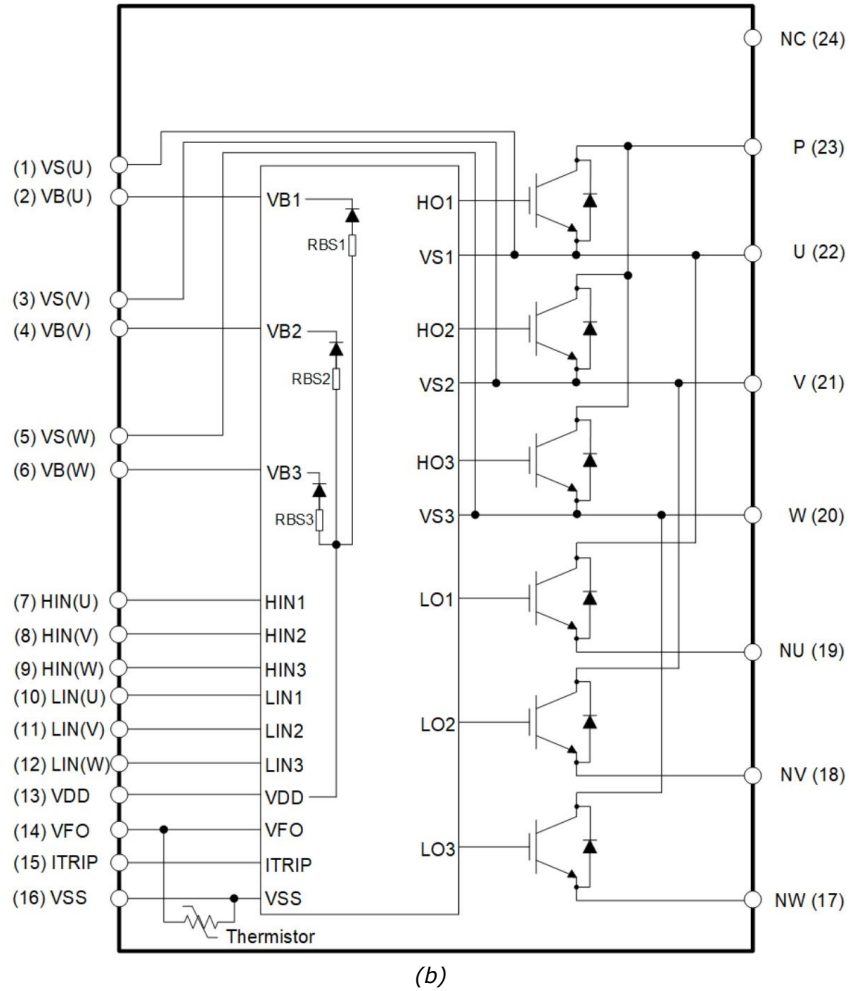 NC (24)
(1) VS(U)
P (23)
(2) VB(U)
VB1
HO1
RBS1
VS1
U (22)
(3) VS(V)
(4) VB(V)
VB2
HO2
RBS2
VS2
V (21)
(5) VS(W)
(6) VB(W)
VB3
HO3
RBS3
VS3
W (20)
(7) HIN(U)
HIN1
LO1
(8) HIN(V)
HIN2
NU (19)
(9) HIN(W)
HIN3
(10) LIN(U)
LIN1
(11) LIN(V)
LIN2
LO2
(12) LIN(W)
LIN3
NV (18)
(13) VDD
VDD
(14) VFO
VFO
LO3
(15) ITRIP
ITRIP
(16) VSS
VSS
NW (17)
Thermistor
(b)